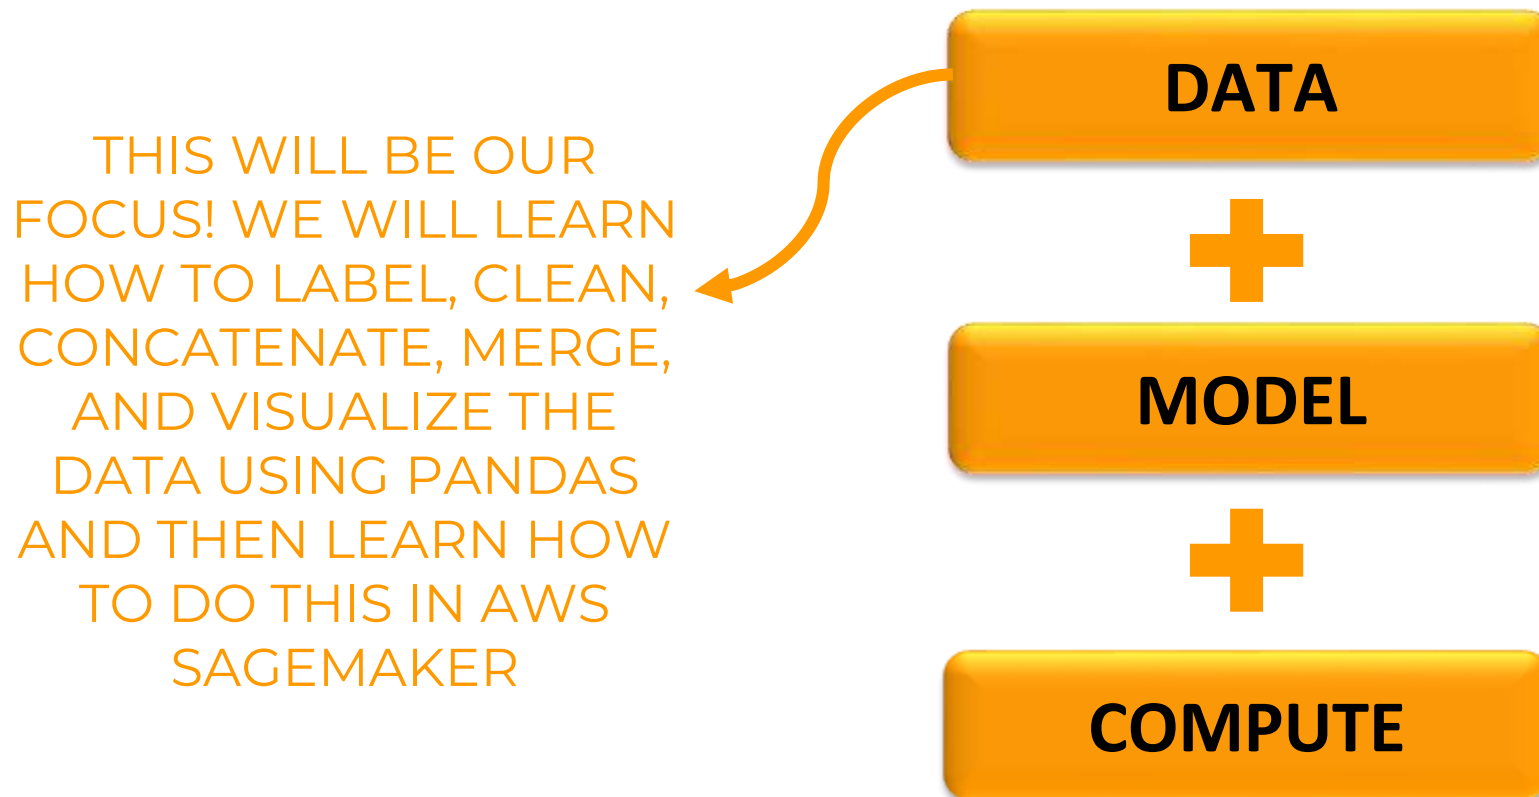 THIS WILL BE OUR
FOCUS! WE WILL LEARN
HOW TO LABEL, CLEAN,
CONCATENATE, MERGE,
AND VISUALIZE THE
DATA USING PANDAS
AND THEN LEARN HOW
TO DO THIS IN AWS
SAGEMAKER
DATA
MODEL
COMPUTE